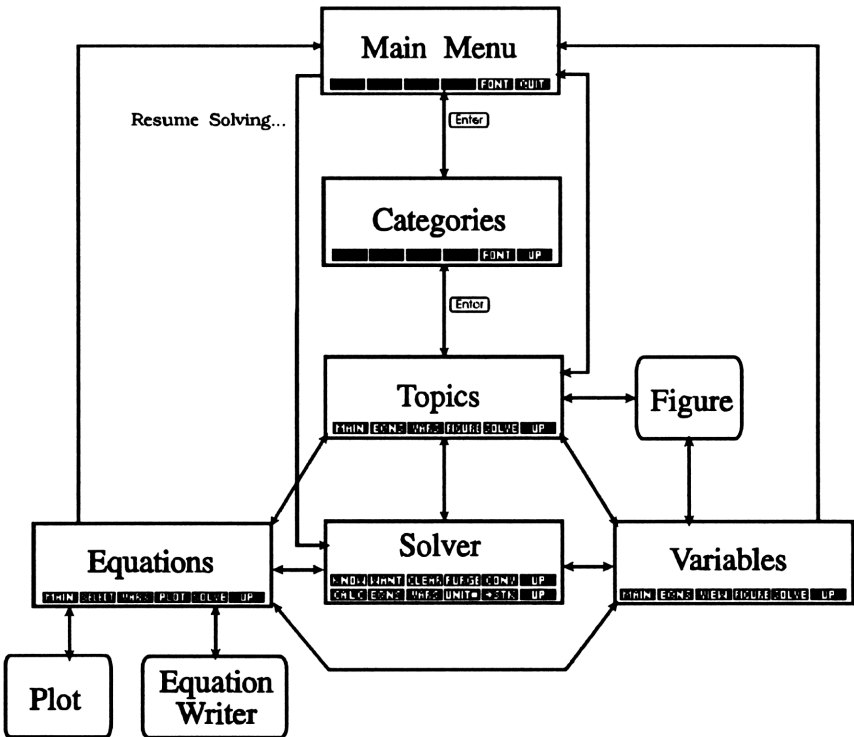 Main Menu
FONT QUIT
Resume Solving...
Enter
Categories
FONT UP
Enter
Topics
MAIN EQNS VARS FIGURE SOLVE UP
Figure
Equations
MAIN SELECT VARS PLOT SOLVE UP
Solver
KNOW WANT CLEAR PURGE CONV UP
CALC EQNS VARS UNIT■ →STK UP
Variables
MAIN EQNS VIEW FIGURE SOLVE UP
Plot
Equation
Writer